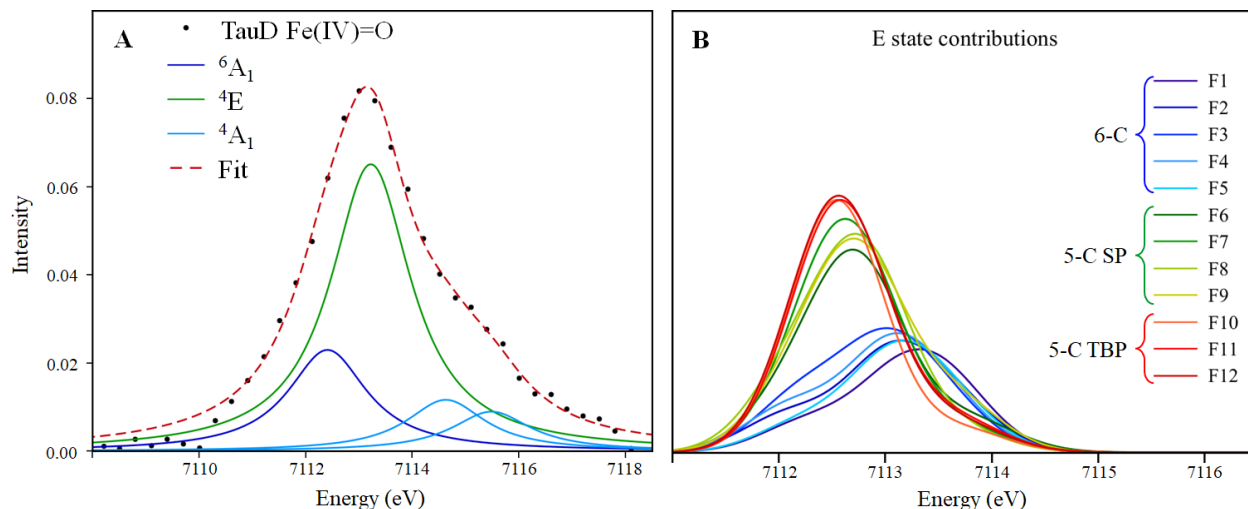 A
TauD Fe(IV)=O
⁶A₁
⁴E
⁴A₁
Fit
Intensity
0.08
0.06
0.04
0.02
0.00
7110 7112 7114 7116 7118
Energy (eV)
B
E state contributions
6-C
F1
F2
F3
F4
F5
5-C SP
F6
F7
F8
F9
5-C TBP
F10
F11
F12
7112 7113 7114 7115 7116
Energy (eV)